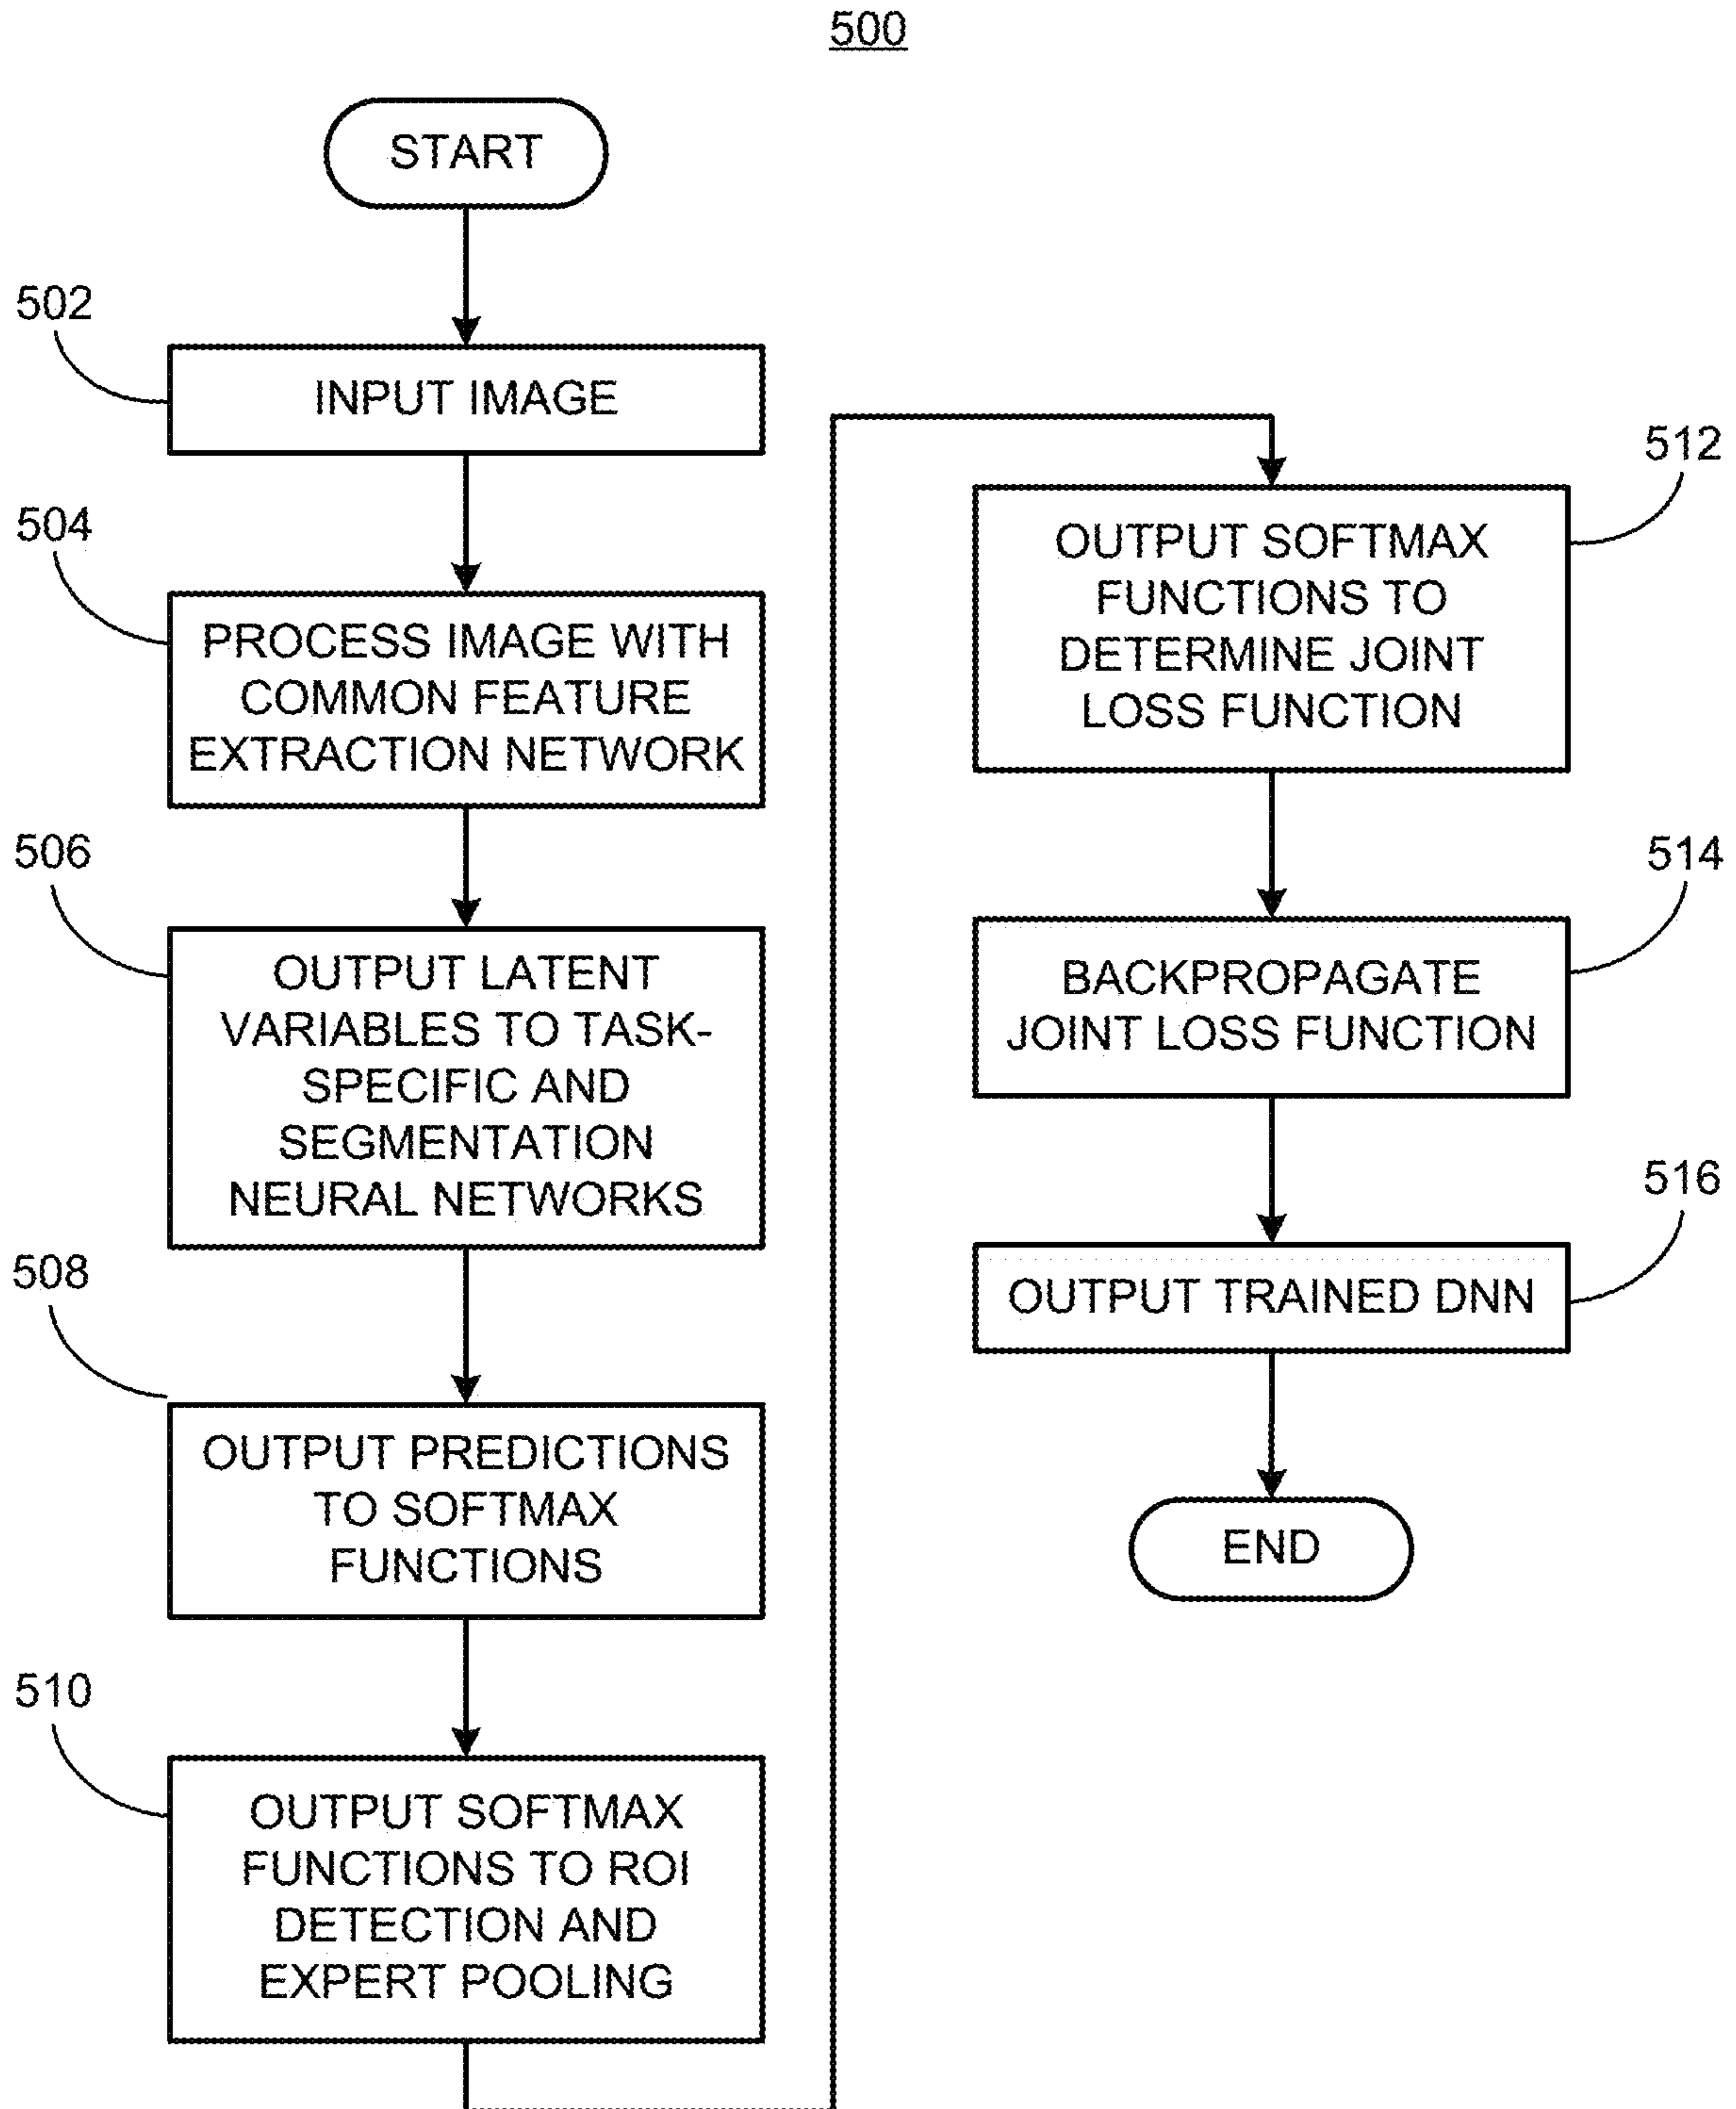 500
START
502
INPUT IMAGE
504
PROCESS IMAGE WITH
COMMON FEATURE
EXTRACTION NETWORK
506
OUTPUT LATENT
VARIABLES TO TASK-
SPECIFIC AND
SEGMENTATION
NEURAL NETWORKS
508
OUTPUT PREDICTIONS
TO SOFTMAX
FUNCTIONS
510
OUTPUT SOFTMAX
FUNCTIONS TO ROI
DETECTION AND
EXPERT POOLING
512
OUTPUT SOFTMAX
FUNCTIONS TO
DETERMINE JOINT
LOSS FUNCTION
514
BACKPROPAGATE
JOINT LOSS FUNCTION
516
OUTPUT TRAINED DNN
END